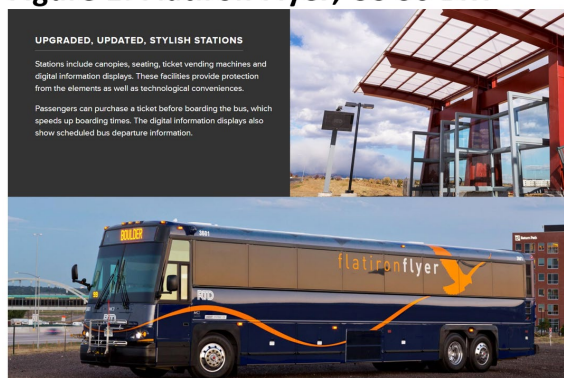 UPGRADED, UPDATED, STYLISH STATIONS
Stations include canopies, seating, ticket vending machines and
digital information displays. These facilities provide protection
from the elements as well as technological conveniences.
Passengers can purchase a ticket before boarding the bus, which
speeds up boarding times. The digital information displays also
show scheduled bus departure information.
BOULDER
flatironflyer
RTD
RTD